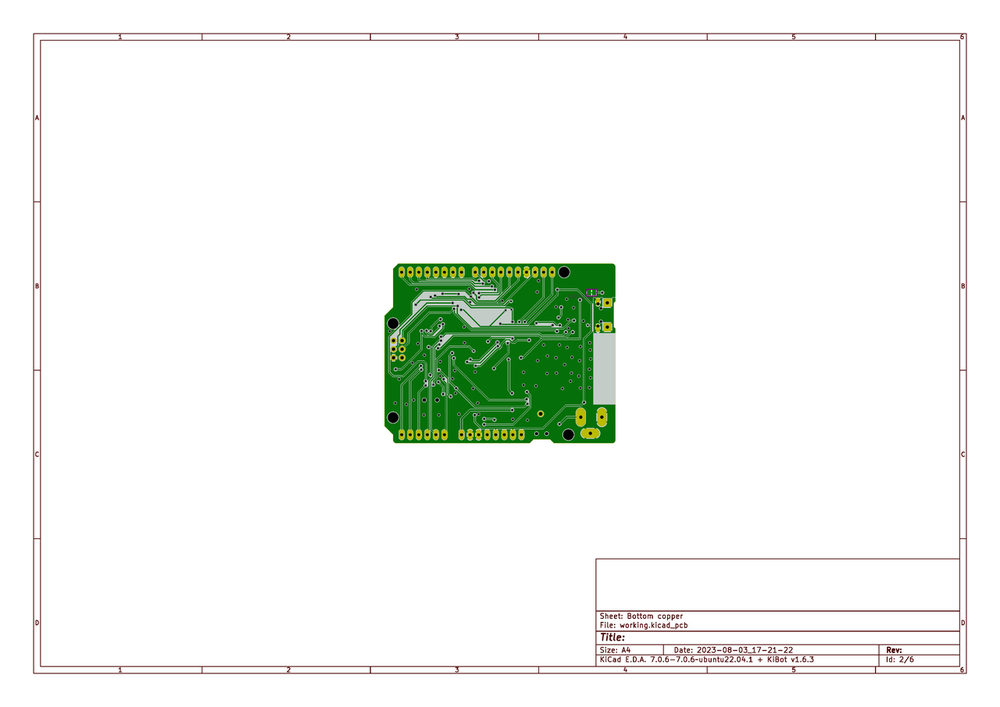 1 2 3 4 5 6
A A
B B
C C
D D
Sheet: Bottom copper
File: working.kicad_pcb
Title:
Size: A4 Date: 2023-08-03_17-21-22 Rev:
KiCad E.D.A. 7.0.6-7.0.6-ubuntu22.04.1 + KiBot v1.6.3 Id: 2/6
1 2 3 4 5 6